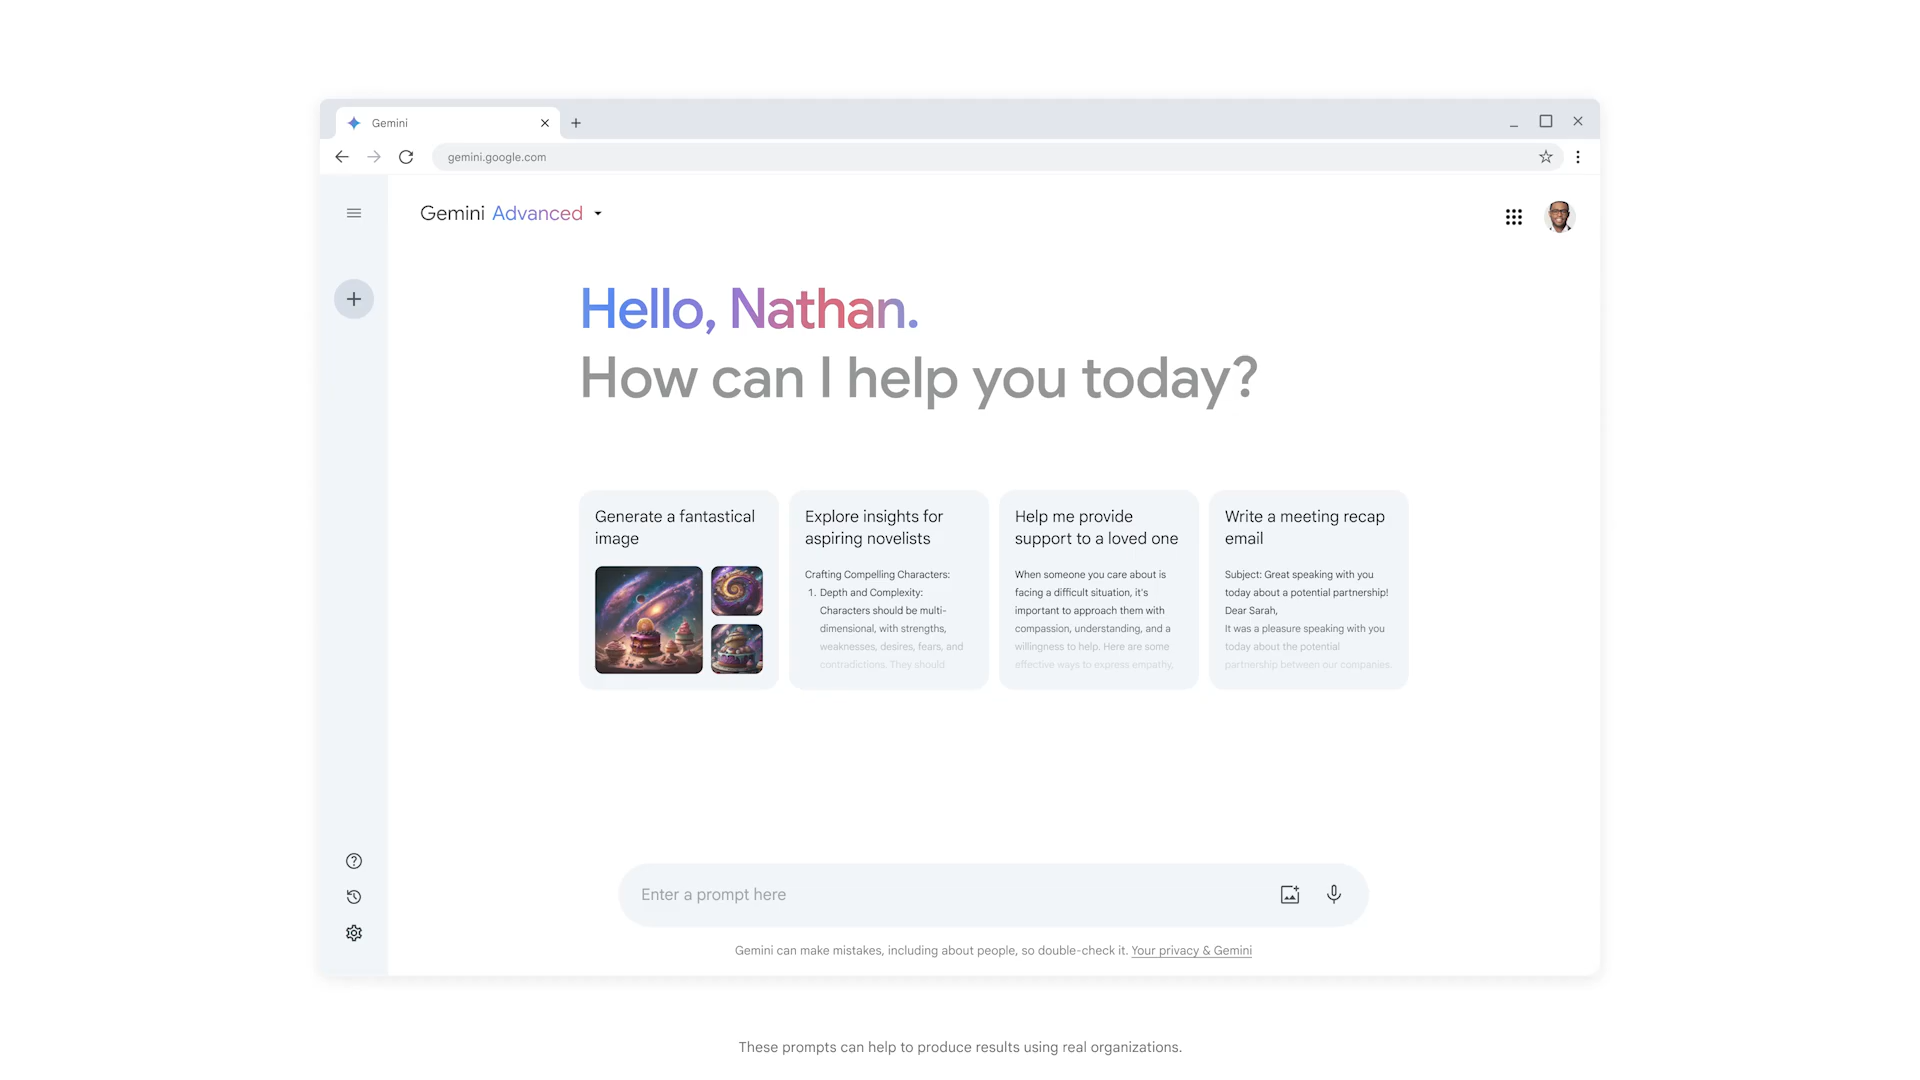 Gemini
gemini.google.com
Gemini Advanced
Hello, Nathan.
How can I help you today?
Generate a fantastical
image
Explore insights for
aspiring novelists
Crafting Compelling Characters:
1. Depth and Complexity:
Characters should be multi-
dimensional, with strengths,
weaknesses, desires, fears, and
contradictions. They should
Help me provide
support to a loved one
When someone you care about is
facing a difficult situation, it's
important to approach them with
compassion, understanding, and a
willingness to help. Here are some
effective ways to express empathy,
Write a meeting recap
email
Subject: Great speaking with you
today about a potential partnership!
Dear Sarah,
It was a pleasure speaking with you
today about the potential
partnership between our companies.
Enter a prompt here
Gemini can make mistakes, including about people, so double-check it. Your privacy & Gemini
These prompts can help to produce results using real organizations.